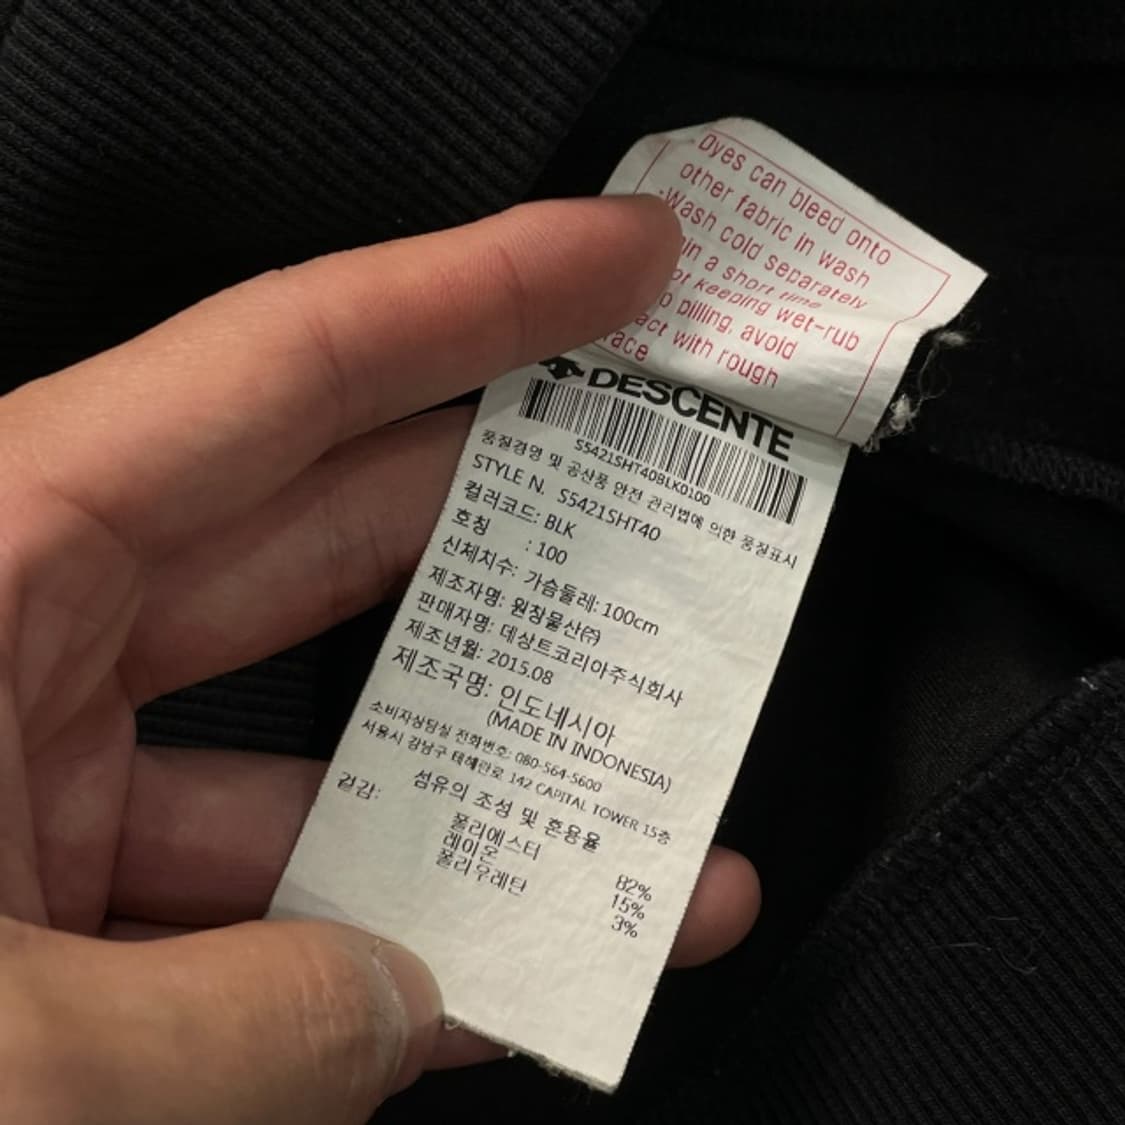 Dyes can bleed onto
other fabric in wash
·Wash cold separately
in a short time
keeping wet-rub
pilling, avoid
with rough
DESCENTE
S5421SHT40BLK0100
품질경영 및 공산품 안전 관리법에 의한 품질표시
STYLE N. S5421SHT40
컬러코드: BLK
호칭 : 100
신체치수: 가슴둘레: 100cm
제조자명: 원창물산㈜
판매자명: 데상트코리아주식회사
제조년월: 2015.08
제조국명: 인도네시아
(MADE IN INDONESIA)
소비자상담실 전화번호: 080-564-5600
서울시 강남구 테헤란로 142 CAPITAL TOWER 15층
섬유의 조성 및 혼용율
겉감:
폴리에스터 82%
레이온 15%
폴리우레탄 3%